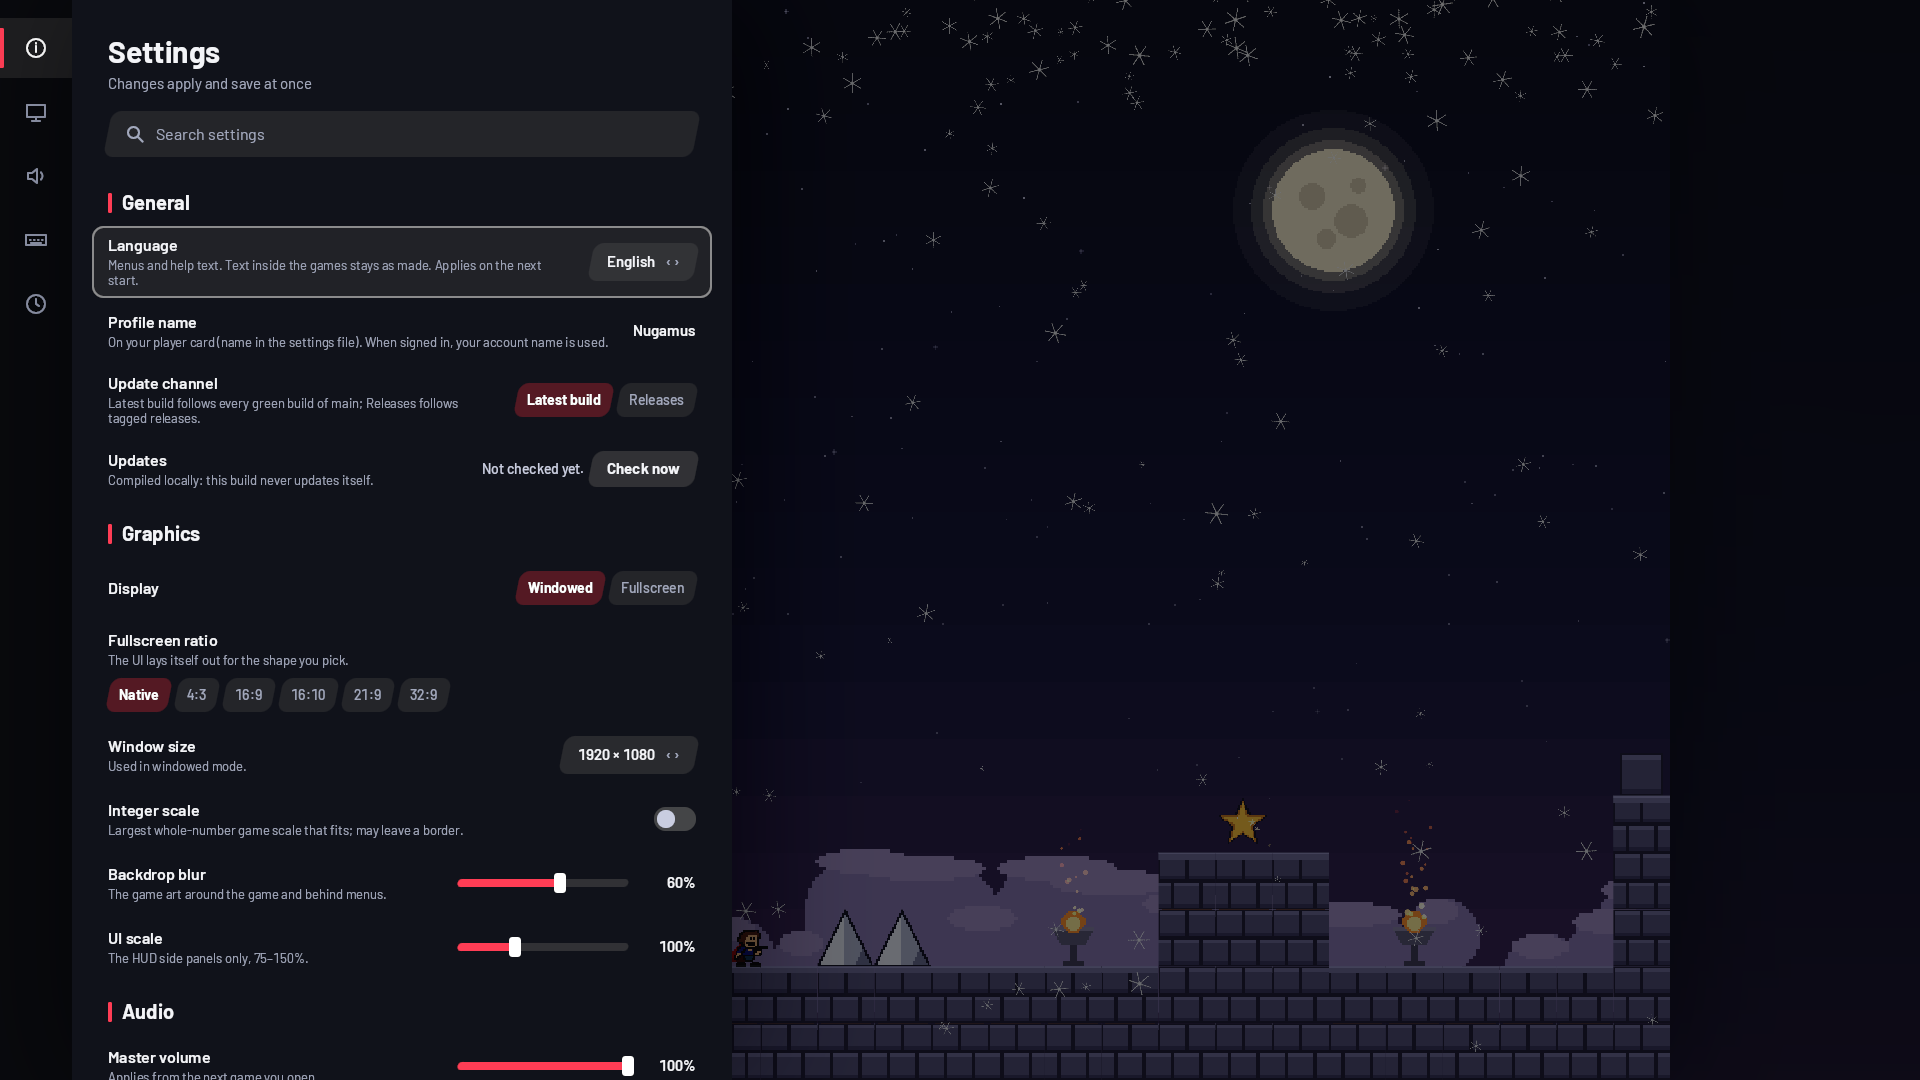 Settings
Changes apply and save at once
Search settings
General
Language
Menus and help text. Text inside the games stays as made. Applies on the next
start.
English ‹ ›
Profile name
On your player card (name in the settings file). When signed in, your account name is used.
Nugamus
Update channel
Latest build follows every green build of main; Releases follows
tagged releases.
Latest build
Releases
Updates
Compiled locally: this build never updates itself.
Not checked yet.
Check now
Graphics
Display
Windowed
Fullscreen
Fullscreen ratio
The UI lays itself out for the shape you pick.
Native
4:3
16:9
16:10
21:9
32:9
Window size
Used in windowed mode.
1920 × 1080 ‹ ›
Integer scale
Largest whole-number game scale that fits; may leave a border.
Backdrop blur
The game art around the game and behind menus.
60%
UI scale
The HUD side panels only, 75–150%.
100%
Audio
Master volume
Applies from the next game you open.
100%